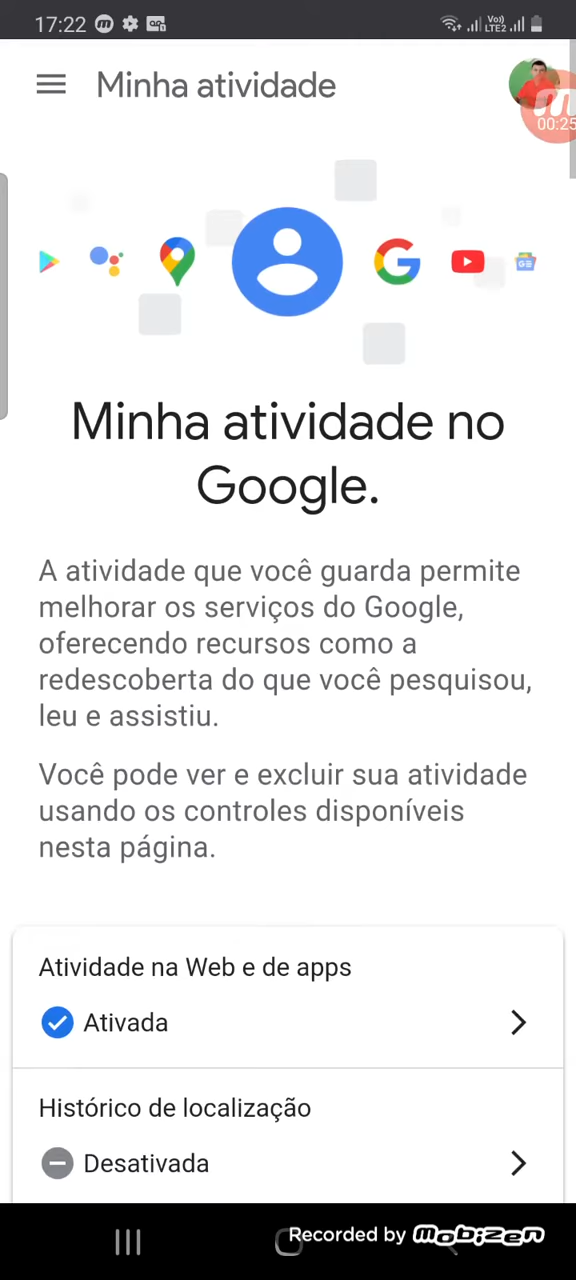 17:22
Vo)) LTE2
Minha atividade
00:25
Minha atividade no
Google.
A atividade que você guarda permite
melhorar os serviços do Google,
oferecendo recursos como a
redescoberta do que você pesquisou,
leu e assistiu.
Você pode ver e excluir sua atividade
usando os controles disponíveis
nesta página.
Atividade na Web e de apps
Ativada
Histórico de localização
Desativada
Recorded by mobizen